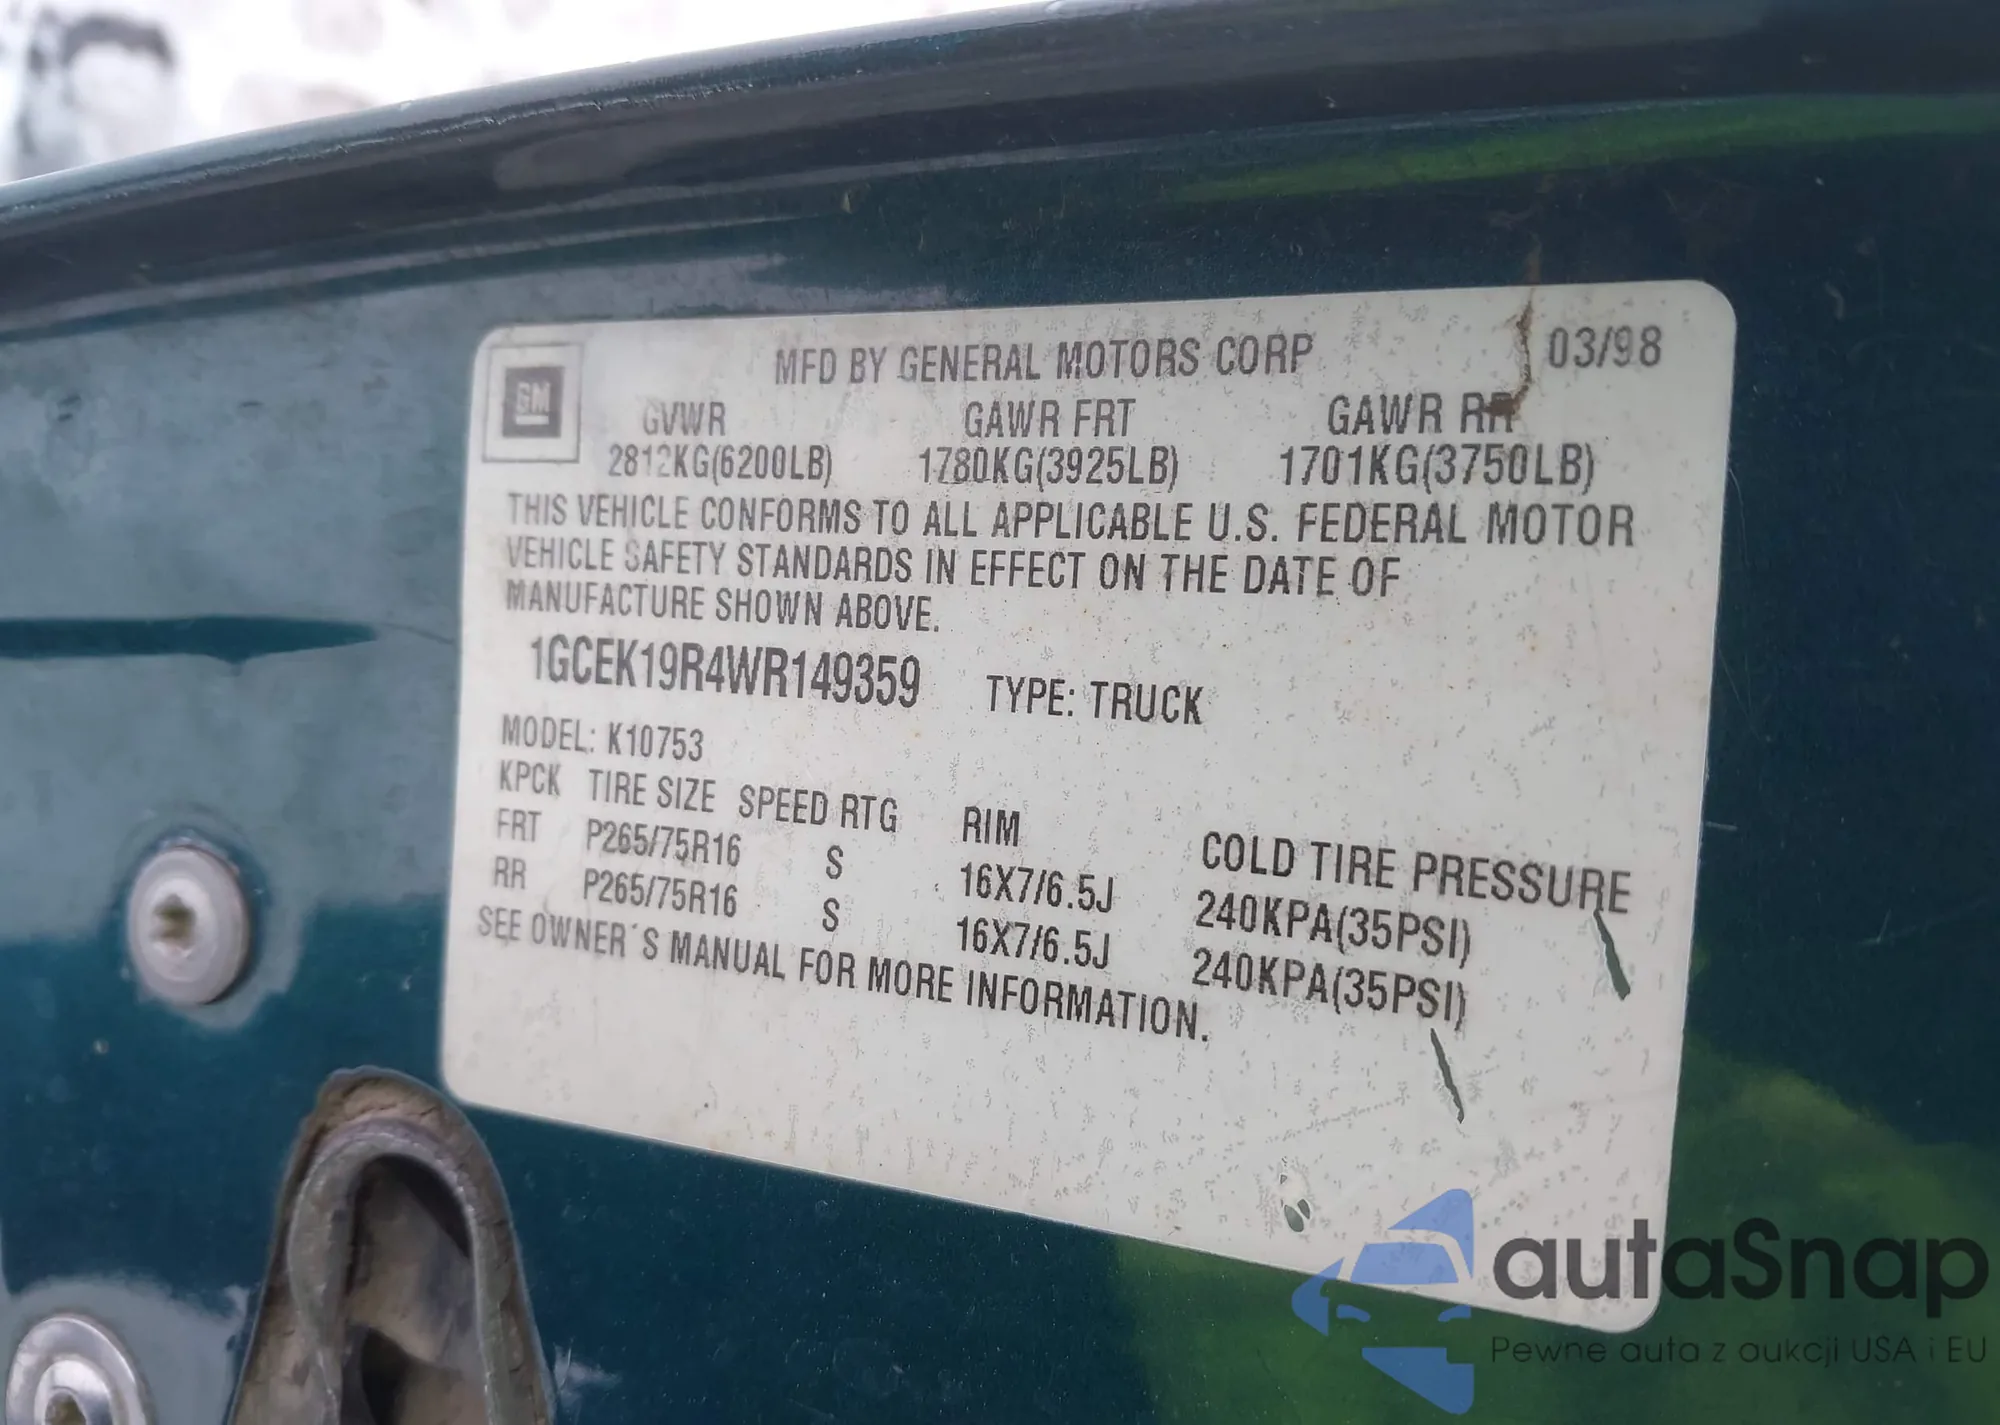 GM
MFD BY GENERAL MOTORS CORP 03/98
GVWR GAWR FRT GAWR RR
2812KG(6200LB) 1780KG(3925LB) 1701KG(3750LB)
THIS VEHICLE CONFORMS TO ALL APPLICABLE U.S. FEDERAL MOTOR
VEHICLE SAFETY STANDARDS IN EFFECT ON THE DATE OF
MANUFACTURE SHOWN ABOVE.
1GCEK19R4WR149359 TYPE: TRUCK
MODEL: K10753
KPCK TIRE SIZE SPEED RTG RIM COLD TIRE PRESSURE
FRT P265/75R16 S 16X7/6.5J 240KPA(35PSI)
RR P265/75R16 S 16X7/6.5J 240KPA(35PSI)
SEE OWNER'S MANUAL FOR MORE INFORMATION.
autaSnap
Pewne auta z aukcji USA i EU